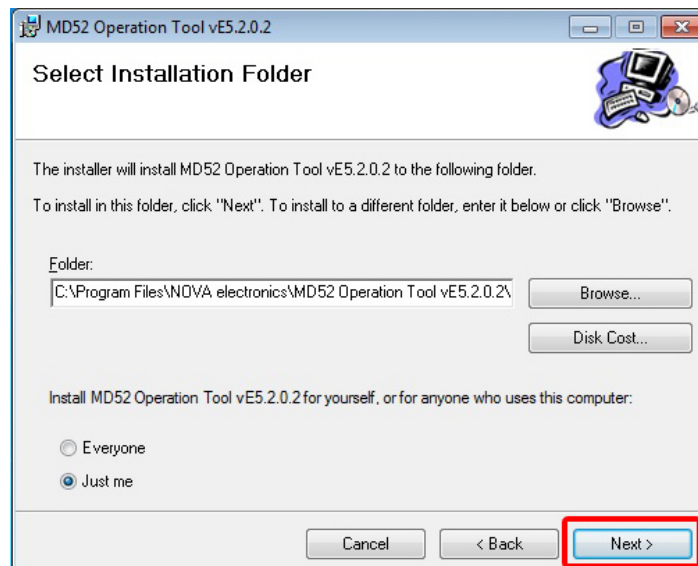 MD52 Operation Tool vE5.2.0.2
Select Installation Folder
The installer will install MD52 Operation Tool vE5.2.0.2 to the following folder.
To install in this folder, click "Next". To install to a different folder, enter it below or click "Browse".
Folder:
C:\Program Files\NOVA electronics\MD52 Operation Tool vE5.2.0.2\
Browse...
Disk Cost...
Install MD52 Operation Tool vE5.2.0.2 for yourself, or for anyone who uses this computer:
Everyone
Just me
Cancel
< Back
Next >